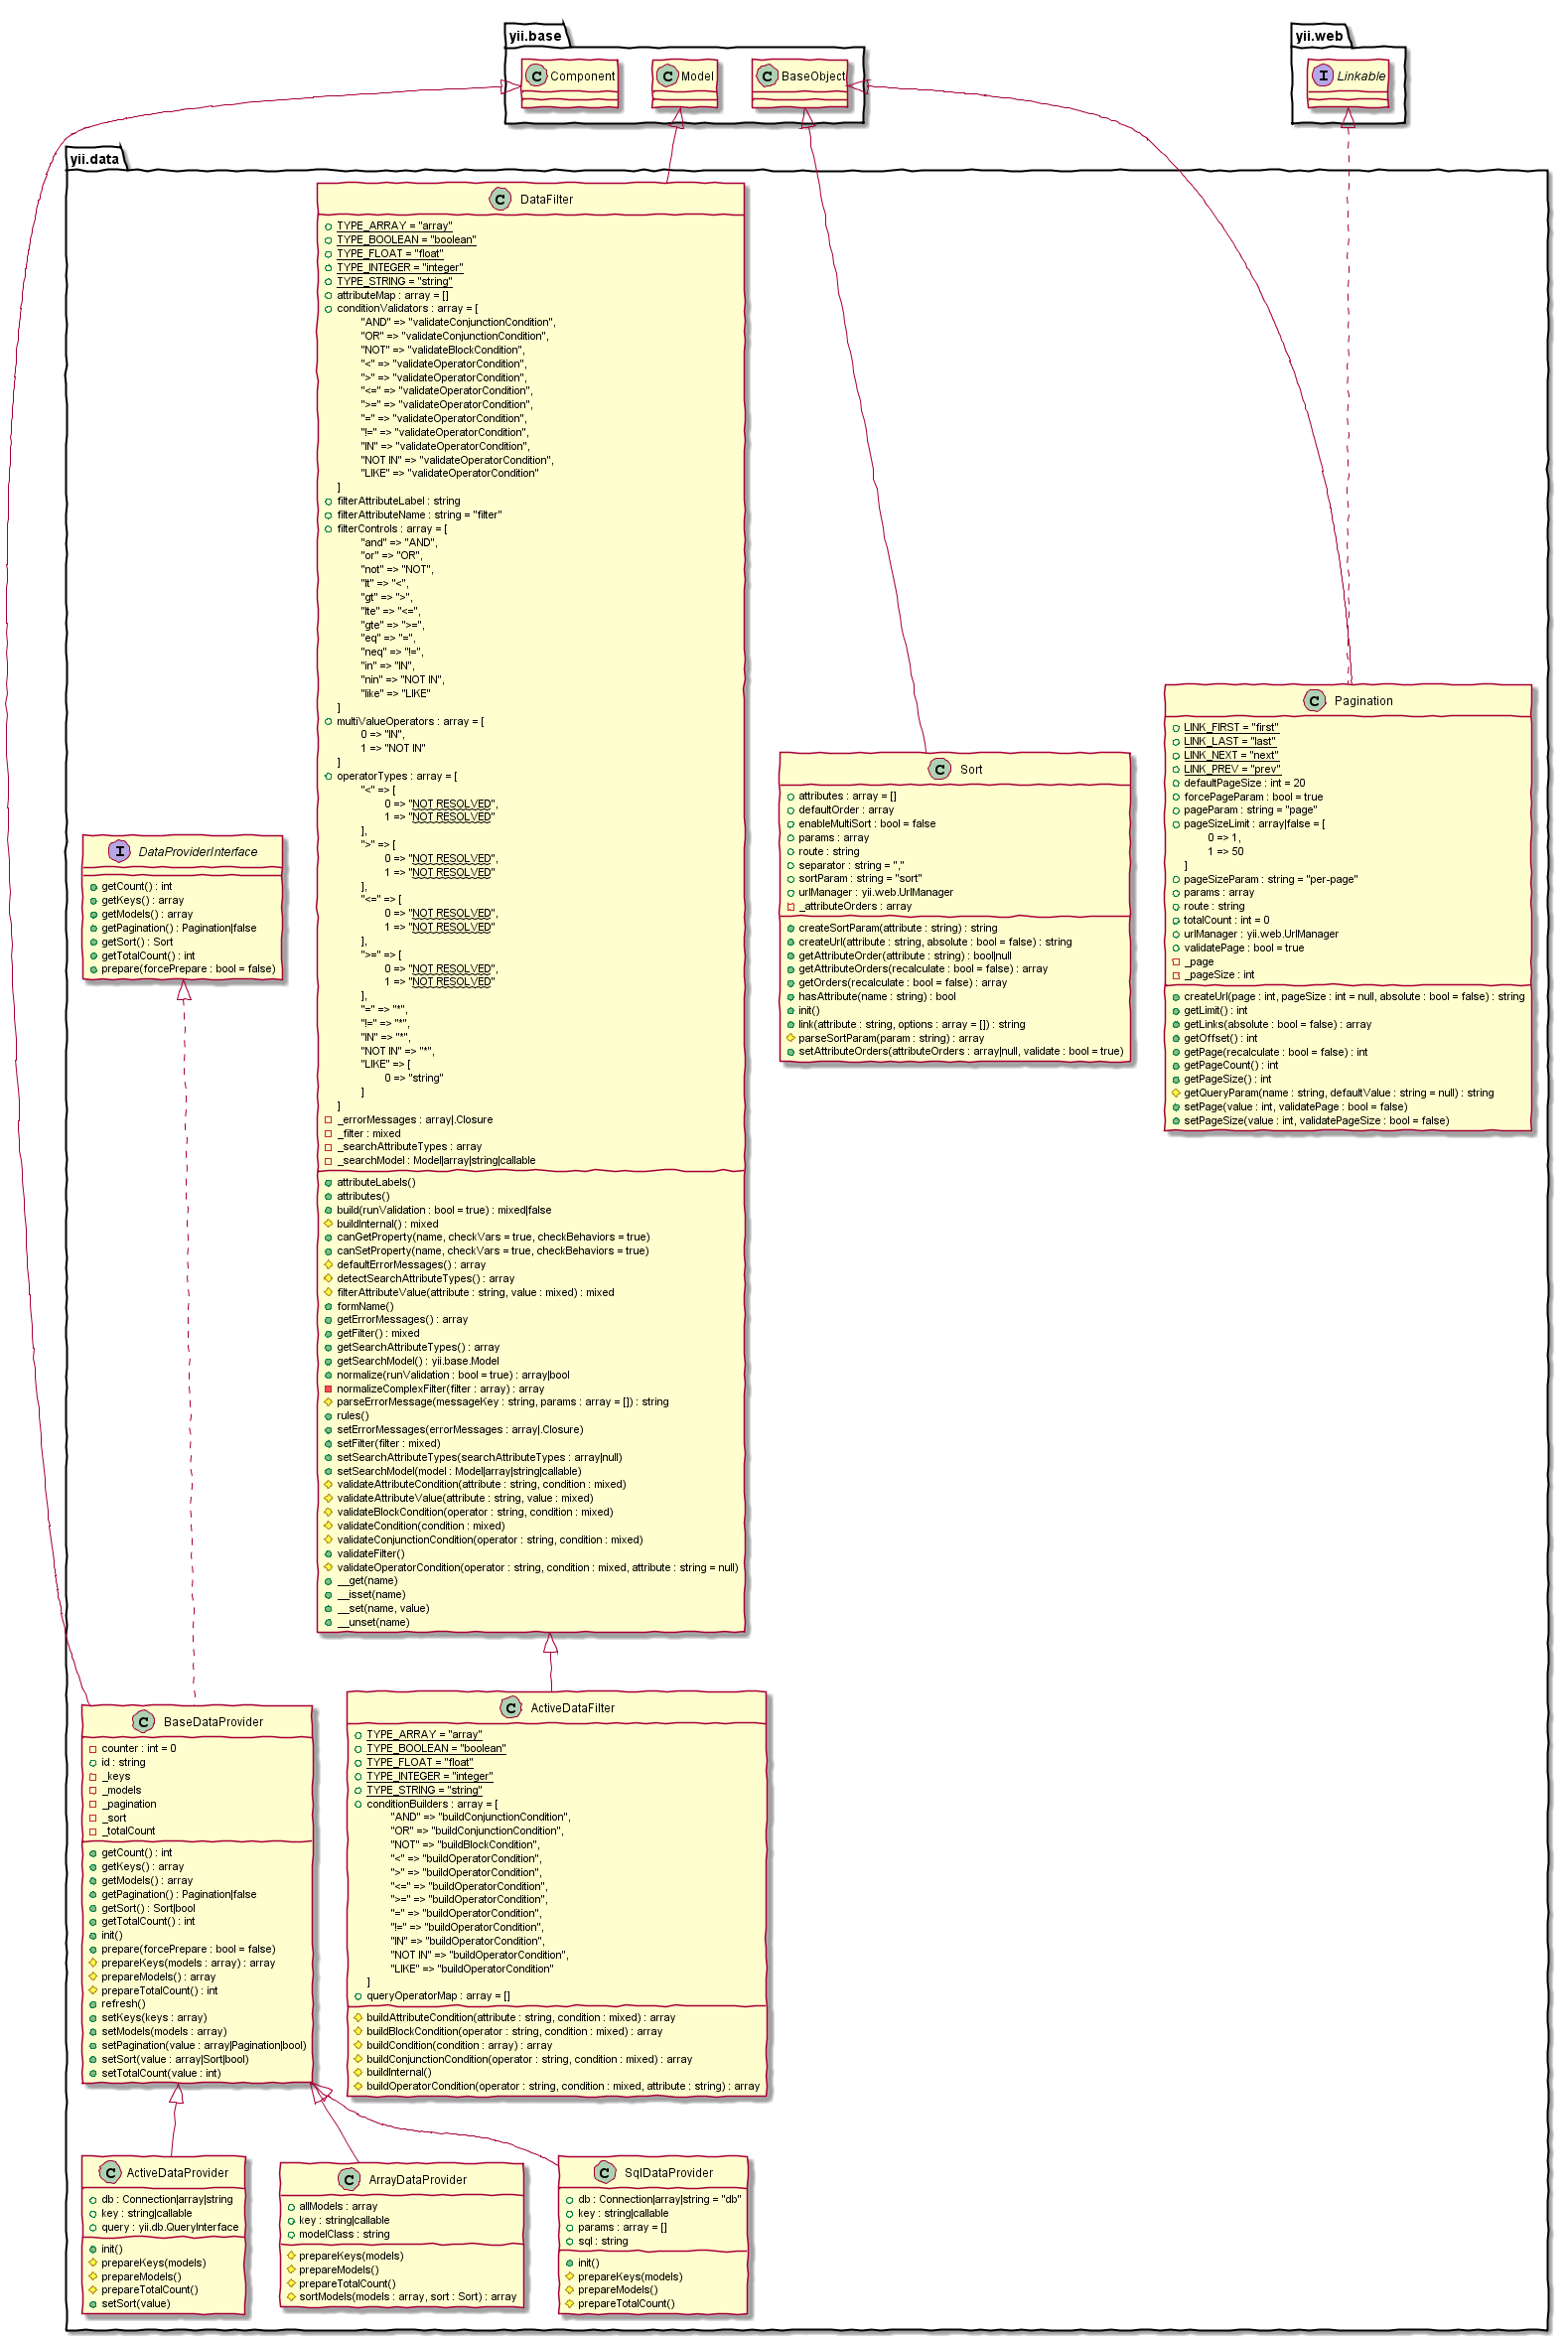 yii.base
C Component
C Model
C BaseObject
yii.web
I Linkable
yii.data
C DataFilter
TYPE_ARRAY = "array"
TYPE_BOOLEAN = "boolean"
TYPE_FLOAT = "float"
TYPE_INTEGER = "integer"
TYPE_STRING = "string"
attributeMap : array = []
conditionValidators : array = [
"AND" => "validateConjunctionCondition",
"OR" => "validateConjunctionCondition",
"NOT" => "validateBlockCondition",
"<" => "validateOperatorCondition",
">" => "validateOperatorCondition",
"<=" => "validateOperatorCondition",
">=" => "validateOperatorCondition",
"=" => "validateOperatorCondition",
"!=" => "validateOperatorCondition",
"IN" => "validateOperatorCondition",
"NOT IN" => "validateOperatorCondition",
"LIKE" => "validateOperatorCondition"
]
filterAttributeLabel : string
filterAttributeName : string = "filter"
filterControls : array = [
"and" => "AND",
"or" => "OR",
"not" => "NOT",
"lt" => "<",
"gt" => ">",
"lte" => "<=",
"gte" => ">=",
"eq" => "=",
"neq" => "!=",
"in" => "IN",
"nin" => "NOT IN",
"like" => "LIKE"
]
multiValueOperators : array = [
0 => "IN",
1 => "NOT IN"
]
operatorTypes : array = [
"<" => [
0 => "NOT RESOLVED",
1 => "NOT RESOLVED"
],
">" => [
0 => "NOT RESOLVED",
1 => "NOT RESOLVED"
],
"<=" => [
0 => "NOT RESOLVED",
1 => "NOT RESOLVED"
],
">=" => [
0 => "NOT RESOLVED",
1 => "NOT RESOLVED"
],
"=" => "*",
"!=" => "*",
"IN" => "*",
"NOT IN" => "*",
"LIKE" => [
0 => "string"
]
]
_errorMessages : array|.Closure
_filter : mixed
_searchAttributeTypes : array
_searchModel : Model|array|string|callable
attributeLabels()
attributes()
build(runValidation : bool = true) : mixed|false
buildInternal() : mixed
canGetProperty(name, checkVars = true, checkBehaviors = true)
canSetProperty(name, checkVars = true, checkBehaviors = true)
defaultErrorMessages() : array
detectSearchAttributeTypes() : array
filterAttributeValue(attribute : string, value : mixed) : mixed
formName()
getErrorMessages() : array
getFilter() : mixed
getSearchAttributeTypes() : array
getSearchModel() : yii.base.Model
normalize(runValidation : bool = true) : array|bool
normalizeComplexFilter(filter : array) : array
parseErrorMessage(messageKey : string, params : array = []) : string
rules()
setErrorMessages(errorMessages : array|.Closure)
setFilter(filter : mixed)
setSearchAttributeTypes(searchAttributeTypes : array|null)
setSearchModel(model : Model|array|string|callable)
validateAttributeCondition(attribute : string, condition : mixed)
validateAttributeValue(attribute : string, value : mixed)
validateBlockCondition(operator : string, condition : mixed)
validateCondition(condition : mixed)
validateConjunctionCondition(operator : string, condition : mixed)
validateFilter()
validateOperatorCondition(operator : string, condition : mixed, attribute : string = null)
__get(name)
__isset(name)
__set(name, value)
__unset(name)
I DataProviderInterface
getCount() : int
getKeys() : array
getModels() : array
getPagination() : Pagination|false
getSort() : Sort
getTotalCount() : int
prepare(forcePrepare : bool = false)
C Sort
attributes : array = []
defaultOrder : array
enableMultiSort : bool = false
params : array
route : string
separator : string = ","
sortParam : string = "sort"
urlManager : yii.web.UrlManager
_attributeOrders : array
createSortParam(attribute : string) : string
createUrl(attribute : string, absolute : bool = false) : string
getAttributeOrder(attribute : string) : bool|null
getAttributeOrders(recalculate : bool = false) : array
getOrders(recalculate : bool = false) : array
hasAttribute(name : string) : bool
init()
link(attribute : string, options : array = []) : string
parseSortParam(param : string) : array
setAttributeOrders(attributeOrders : array|null, validate : bool = true)
C Pagination
LINK_FIRST = "first"
LINK_LAST = "last"
LINK_NEXT = "next"
LINK_PREV = "prev"
defaultPageSize : int = 20
forcePageParam : bool = true
pageParam : string = "page"
pageSizeLimit : array|false = [
0 => 1,
1 => 50
]
pageSizeParam : string = "per-page"
params : array
route : string
totalCount : int = 0
urlManager : yii.web.UrlManager
validatePage : bool = true
_page
_pageSize : int
createUrl(page : int, pageSize : int = null, absolute : bool = false) : string
getLimit() : int
getLinks(absolute : bool = false) : array
getOffset() : int
getPage(recalculate : bool = false) : int
getPageCount() : int
getPageSize() : int
getQueryParam(name : string, defaultValue : string = null) : string
setPage(value : int, validatePage : bool = false)
setPageSize(value : int, validatePageSize : bool = false)
C BaseDataProvider
counter : int = 0
id : string
_keys
_models
_pagination
_sort
_totalCount
getCount() : int
getKeys() : array
getModels() : array
getPagination() : Pagination|false
getSort() : Sort|bool
getTotalCount() : int
init()
prepare(forcePrepare : bool = false)
prepareKeys(models : array) : array
prepareModels() : array
prepareTotalCount() : int
refresh()
setKeys(keys : array)
setModels(models : array)
setPagination(value : array|Pagination|bool)
setSort(value : array|Sort|bool)
setTotalCount(value : int)
C ActiveDataFilter
TYPE_ARRAY = "array"
TYPE_BOOLEAN = "boolean"
TYPE_FLOAT = "float"
TYPE_INTEGER = "integer"
TYPE_STRING = "string"
conditionBuilders : array = [
"AND" => "buildConjunctionCondition",
"OR" => "buildConjunctionCondition",
"NOT" => "buildBlockCondition",
"<" => "buildOperatorCondition",
">" => "buildOperatorCondition",
"<=" => "buildOperatorCondition",
">=" => "buildOperatorCondition",
"=" => "buildOperatorCondition",
"!=" => "buildOperatorCondition",
"IN" => "buildOperatorCondition",
"NOT IN" => "buildOperatorCondition",
"LIKE" => "buildOperatorCondition"
]
queryOperatorMap : array = []
buildAttributeCondition(attribute : string, condition : mixed) : array
buildBlockCondition(operator : string, condition : mixed) : array
buildCondition(condition : array) : array
buildConjunctionCondition(operator : string, condition : mixed) : array
buildInternal()
buildOperatorCondition(operator : string, condition : mixed, attribute : string) : array
C ActiveDataProvider
db : Connection|array|string
key : string|callable
query : yii.db.QueryInterface
init()
prepareKeys(models)
prepareModels()
prepareTotalCount()
setSort(value)
C ArrayDataProvider
allModels : array
key : string|callable
modelClass : string
prepareKeys(models)
prepareModels()
prepareTotalCount()
sortModels(models : array, sort : Sort) : array
C SqlDataProvider
db : Connection|array|string = "db"
key : string|callable
params : array = []
sql : string
init()
prepareKeys(models)
prepareModels()
prepareTotalCount()